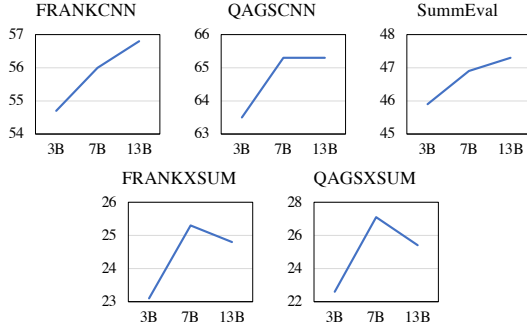 FRANKCNN
57
56
55
54
3B 7B 13B
QAGSCNN
66
65
64
63
3B 7B 13B
SummEval
48
47
46
45
3B 7B 13B
FRANKXSUM
26
25
24
23
3B 7B 13B
QAGSXSUM
28
26
24
22
3B 7B 13B